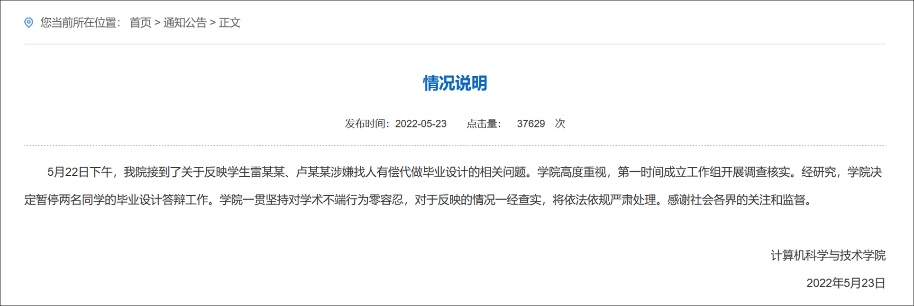 您当前所在位置: 首页 > 通知公告 > 正文
情况说明
发布时间: 2022-05-23 点击量: 37629 次
5月22日下午，我院接到了关于反映学生雷某某、卢某某涉嫌找人有偿代做毕业设计的相关问题。学院高度重视，第一时间成立工作组开展调查核实。经研究，学院决
定暂停两名同学的毕业设计答辩工作。学院一贯坚持对学术不端行为零容忍，对于反映的情况一经查实，将依法依规严肃处理。感谢社会各界的关注和监督。
计算机科学与技术学院
2022年5月23日